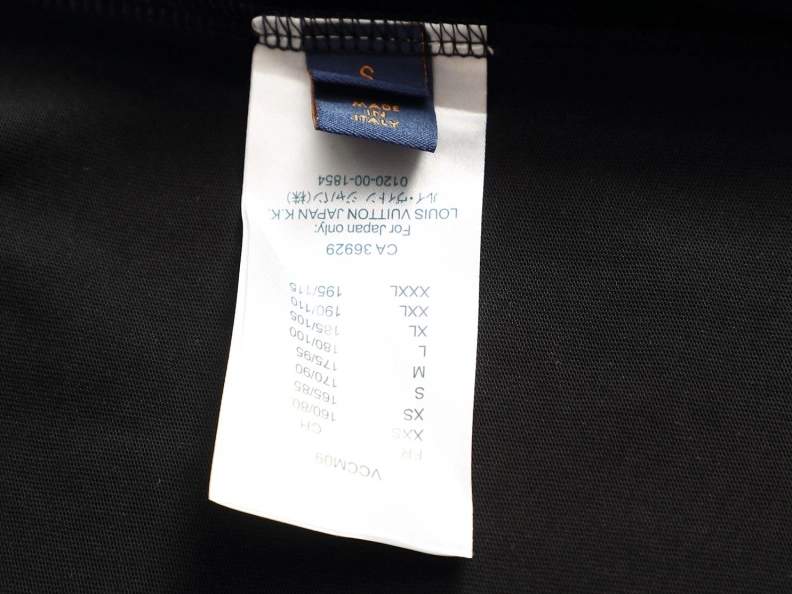 S
MADE
IN
ITALY
VCCM09
FR CH
XXS 160/80
XS 165/85
S 170/90
M 175/95
L 180/100
XL 185/105
XXL 190/110
XXXL 195/115
CA 36929
For Japan only:
LOUIS VUITTON JAPAN K.K.
ルイ・ヴィトン ジャパン(株)
0120-00-1854